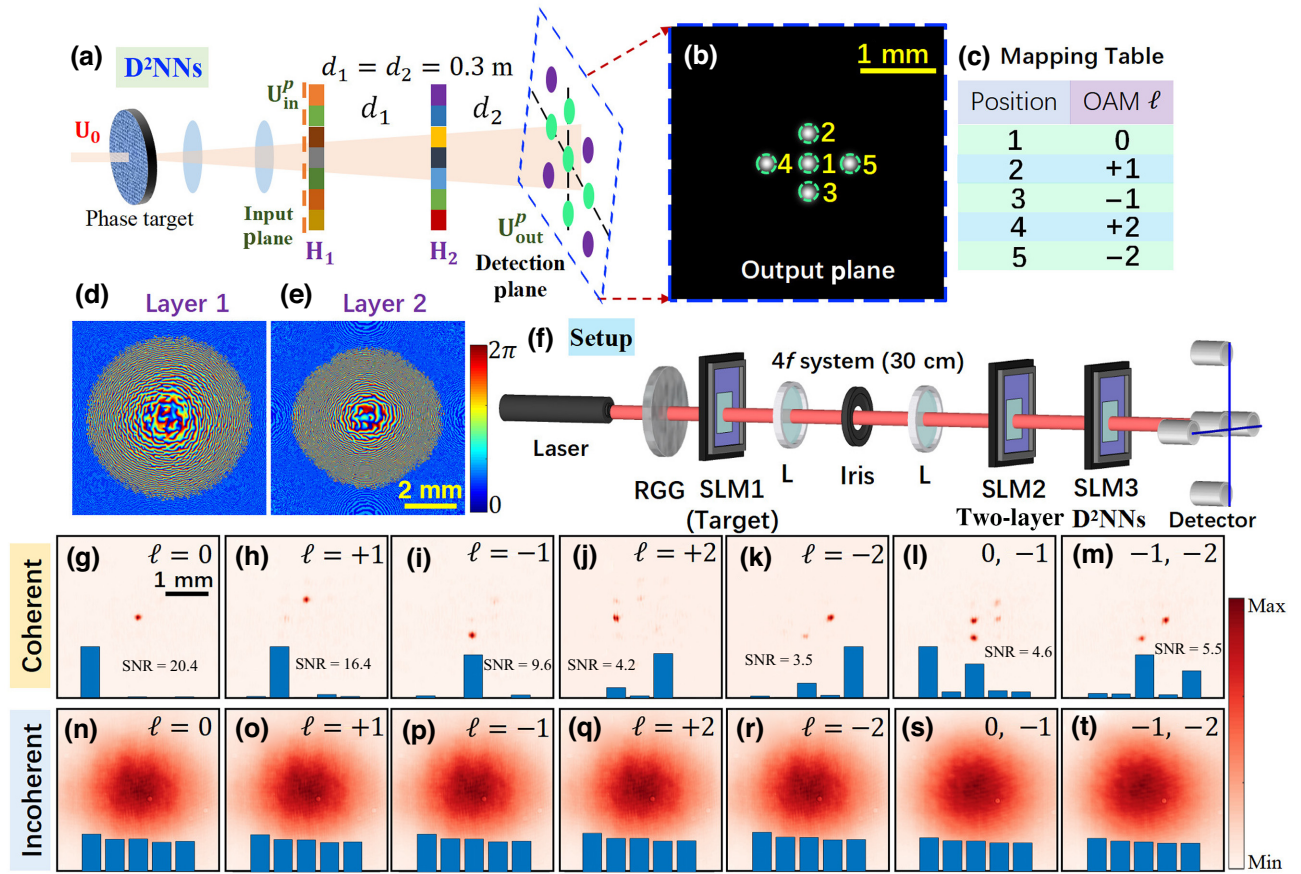 (a) D²NNs
d₁ = d₂ = 0.3 m
U₀
Uᵖᵢₙ
d₁
d₂
Phase target
Input plane
H₁
H₂
Uᵖₒᵤₜ
Detection plane
(b)
1 mm
2
4 1 5
3
Output plane
(c) Mapping Table
Position OAM ℓ
1 0
2 +1
3 −1
4 +2
5 −2
(d) Layer 1
(e) Layer 2
2 mm
2π
0
(f) Setup
4f system (30 cm)
Laser
RGG
SLM1 (Target)
L
Iris
L
SLM2
SLM3
Two-layer D²NNs
Detector
Coherent
(g) ℓ = 0
1 mm
SNR = 20.4
(h) ℓ = +1
SNR = 16.4
(i) ℓ = −1
SNR = 9.6
(j) ℓ = +2
SNR = 4.2
(k) ℓ = −2
SNR = 3.5
(l) 0, −1
SNR = 4.6
(m) −1, −2
SNR = 5.5
Incoherent
(n) ℓ = 0
(o) ℓ = +1
(p) ℓ = −1
(q) ℓ = +2
(r) ℓ = −2
(s) 0, −1
(t) −1, −2
Max
Min